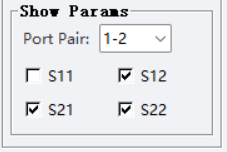 Show Params
Port Pair: 1-2
S11 S12
S21 S22